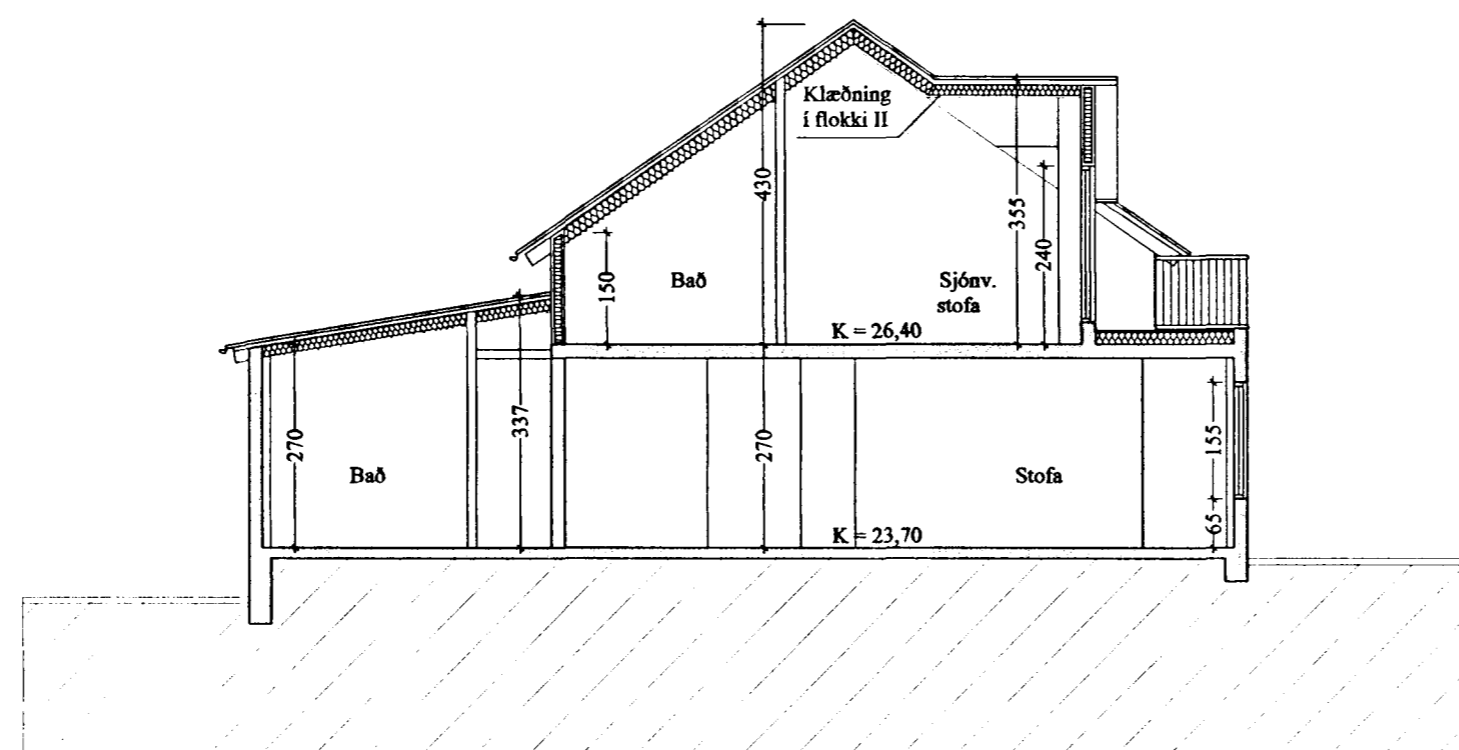 Klæðning
í flokki II
430
355
240
150
Bað
Sjónv.
stofa
K = 26,40
337
270
270
155
Bað
Stofa
65
K = 23,70